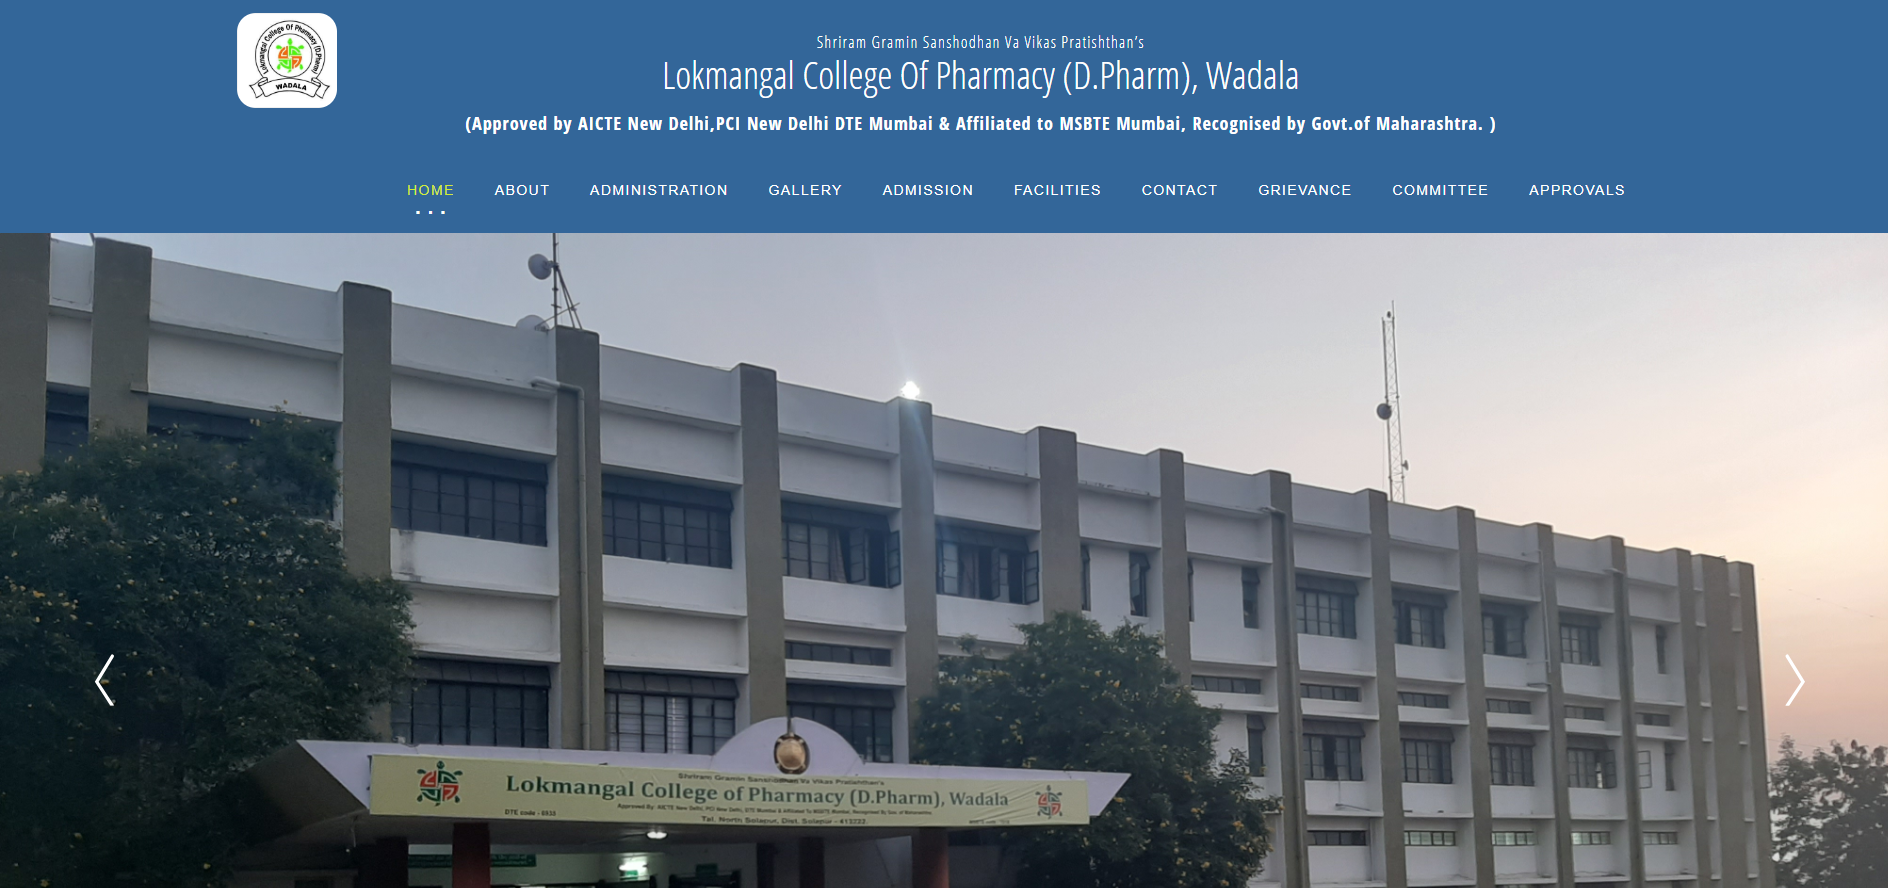 Lokmangal College Of Pharmacy (D.Pharm)
WADALA
Shriram Gramin Sanshodhan Va Vikas Pratishthan's
Lokmangal College Of Pharmacy (D.Pharm), Wadala
(Approved by AICTE New Delhi,PCI New Delhi DTE Mumbai & Affiliated to MSBTE Mumbai, Recognised by Govt.of Maharashtra. )
HOME ABOUT ADMINISTRATION GALLERY ADMISSION FACILITIES CONTACT GRIEVANCE COMMITTEE APPROVALS
Shriram Gramin Sanshodhan Va Vikas Pratishthan's
Lokmangal College of Pharmacy (D.Pharm), Wadala
Approved By: AICTE New Delhi, PCI New Delhi, DTE Mumbai & Affiliated To MSBTE Mumbai, Recognised By Govt. of Maharashtra.
DTE code -
Tal. North Solapur, Dist. Solapur - 413222.